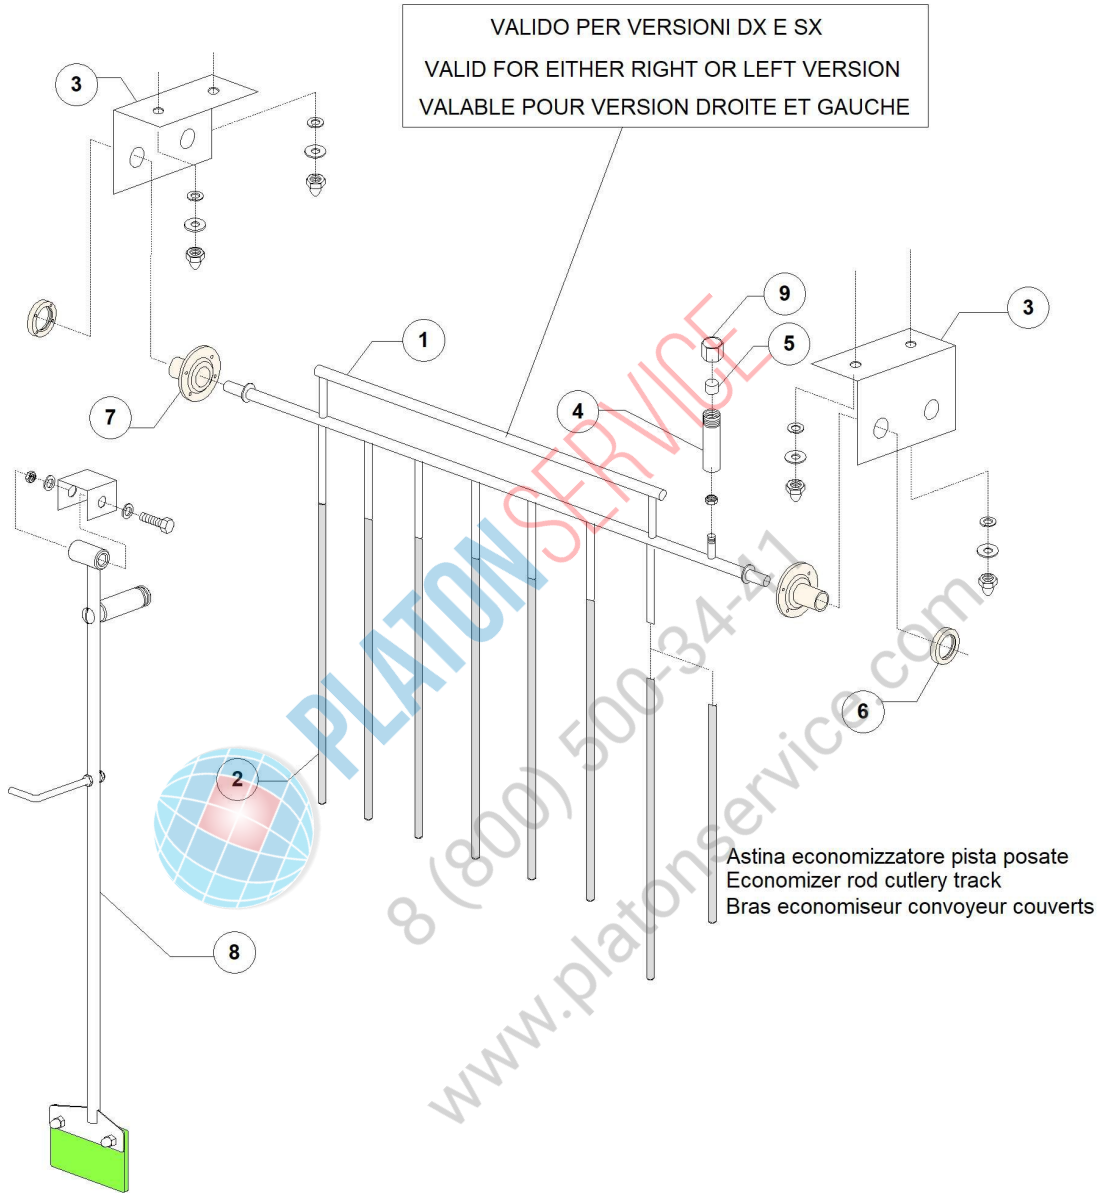 VALIDO PER VERSIONI DX E SX
VALID FOR EITHER RIGHT OR LEFT VERSION
VALABLE POUR VERSION DROITE ET GAUCHE
3
9
3
1
5
4
7
6
2
8
Astina economizzatore pista posate
Economizer rod cutlery track
Bras economiseur convoyeur couverts
PLATONSERVICE
8 (800) 500-34-41
www.platonservice.com